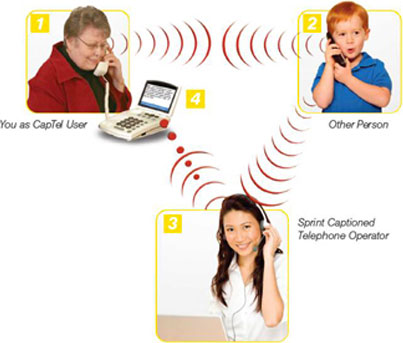 1
2
4
You as CapTel User
Other Person
3
Sprint Captioned
Telephone Operator